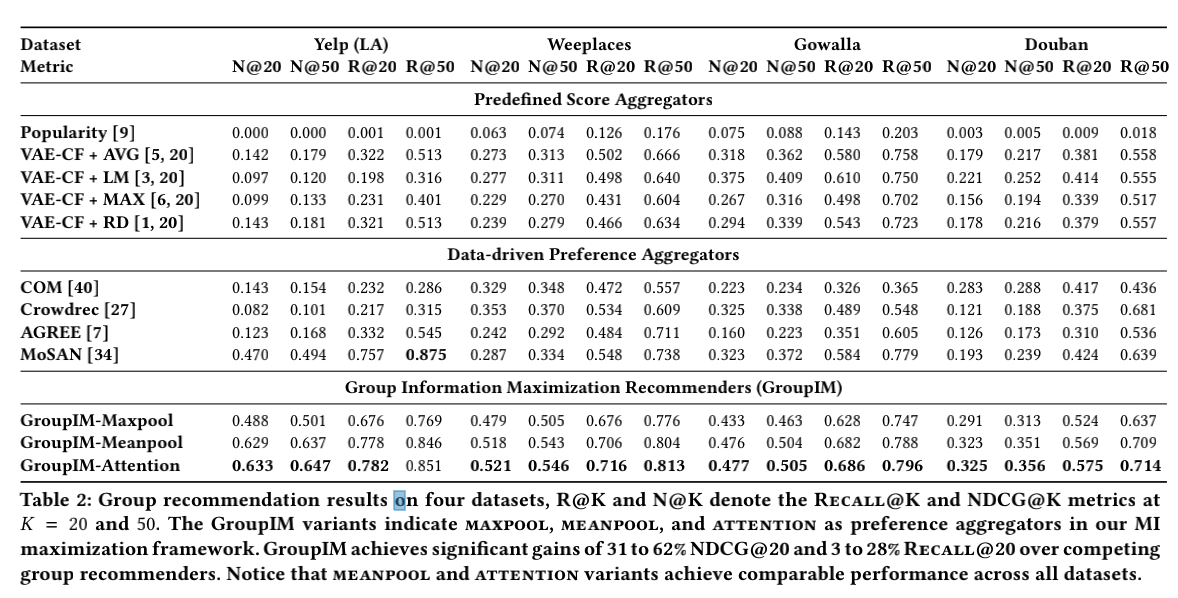 Dataset Yelp (LA) Weeplaces Gowalla Douban
Metric N@20 N@50 R@20 R@50 N@20 N@50 R@20 R@50 N@20 N@50 R@20 R@50 N@20 N@50 R@20 R@50
Predefined Score Aggregators
Popularity [9] 0.000 0.000 0.001 0.001 0.063 0.074 0.126 0.176 0.075 0.088 0.143 0.203 0.003 0.005 0.009 0.018
VAE-CF + AVG [5, 20] 0.142 0.179 0.322 0.513 0.273 0.313 0.502 0.666 0.318 0.362 0.580 0.758 0.179 0.217 0.381 0.558
VAE-CF + LM [3, 20] 0.097 0.120 0.198 0.316 0.277 0.311 0.498 0.640 0.375 0.409 0.610 0.750 0.221 0.252 0.414 0.555
VAE-CF + MAX [6, 20] 0.099 0.133 0.231 0.401 0.229 0.270 0.431 0.604 0.267 0.316 0.498 0.702 0.156 0.194 0.339 0.517
VAE-CF + RD [1, 20] 0.143 0.181 0.321 0.513 0.239 0.279 0.466 0.634 0.294 0.339 0.543 0.723 0.178 0.216 0.379 0.557
Data-driven Preference Aggregators
COM [40] 0.143 0.154 0.232 0.286 0.329 0.348 0.472 0.557 0.223 0.234 0.326 0.365 0.283 0.288 0.417 0.436
Crowdrec [27] 0.082 0.101 0.217 0.315 0.353 0.370 0.534 0.609 0.325 0.338 0.489 0.548 0.121 0.188 0.375 0.681
AGREE [7] 0.123 0.168 0.332 0.545 0.242 0.292 0.484 0.711 0.160 0.223 0.351 0.605 0.126 0.173 0.310 0.536
MoSAN [34] 0.470 0.494 0.757 0.875 0.287 0.334 0.548 0.738 0.323 0.372 0.584 0.779 0.193 0.239 0.424 0.639
Group Information Maximization Recommenders (GroupIM)
GroupIM-Maxpool 0.488 0.501 0.676 0.769 0.479 0.505 0.676 0.776 0.433 0.463 0.628 0.747 0.291 0.313 0.524 0.637
GroupIM-Meanpool 0.629 0.637 0.778 0.846 0.518 0.543 0.706 0.804 0.476 0.504 0.682 0.788 0.323 0.351 0.569 0.709
GroupIM-Attention 0.633 0.647 0.782 0.851 0.521 0.546 0.716 0.813 0.477 0.505 0.686 0.796 0.325 0.356 0.575 0.714
Table 2: Group recommendation results on four datasets, R@K and N@K denote the Recall@K and NDCG@K metrics at
K = 20 and 50. The GroupIM variants indicate maxpool, meanpool, and attention as preference aggregators in our MI
maximization framework. GroupIM achieves significant gains of 31 to 62% NDCG@20 and 3 to 28% Recall@20 over competing
group recommenders. Notice that meanpool and attention variants achieve comparable performance across all datasets.